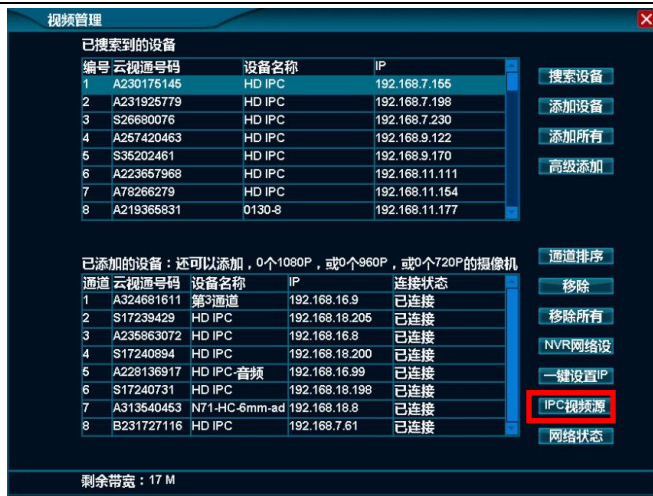 视频管理
已搜索到的设备
编号 云视通号码 设备名称 IP
1 A230175145 HD IPC 192.168.7.155
2 A231925779 HD IPC 192.168.7.198
3 S26680076 HD IPC 192.168.7.230
4 A257420463 HD IPC 192.168.9.122
5 S35202461 HD IPC 192.168.9.170
6 A223657968 HD IPC 192.168.11.111
7 A78266279 HD IPC 192.168.11.154
8 A219365831 0130-8 192.168.11.177
搜索设备
添加设备
添加所有
高级添加
已添加的设备：还可以添加，0个1080P，或0个960P，或0个720P的摄像机
通道 云视通号码 设备名称 IP 连接状态
1 A324681611 第3通道 192.168.16.9 已连接
2 S17239429 HD IPC 192.168.18.205 已连接
3 A235863072 HD IPC 192.168.16.8 已连接
4 S17240894 HD IPC 192.168.18.200 已连接
5 A228136917 HD IPC-音频 192.168.16.99 已连接
6 S17240731 HD IPC 192.168.18.198 已连接
7 A313540453 N71-HC-6mm-ad 192.168.18.8 已连接
8 B231727116 HD IPC 192.168.7.61 已连接
通道排序
移除
移除所有
NVR网络设
一键设置IP
IPC视频源
网络状态
剩余带宽：17 M